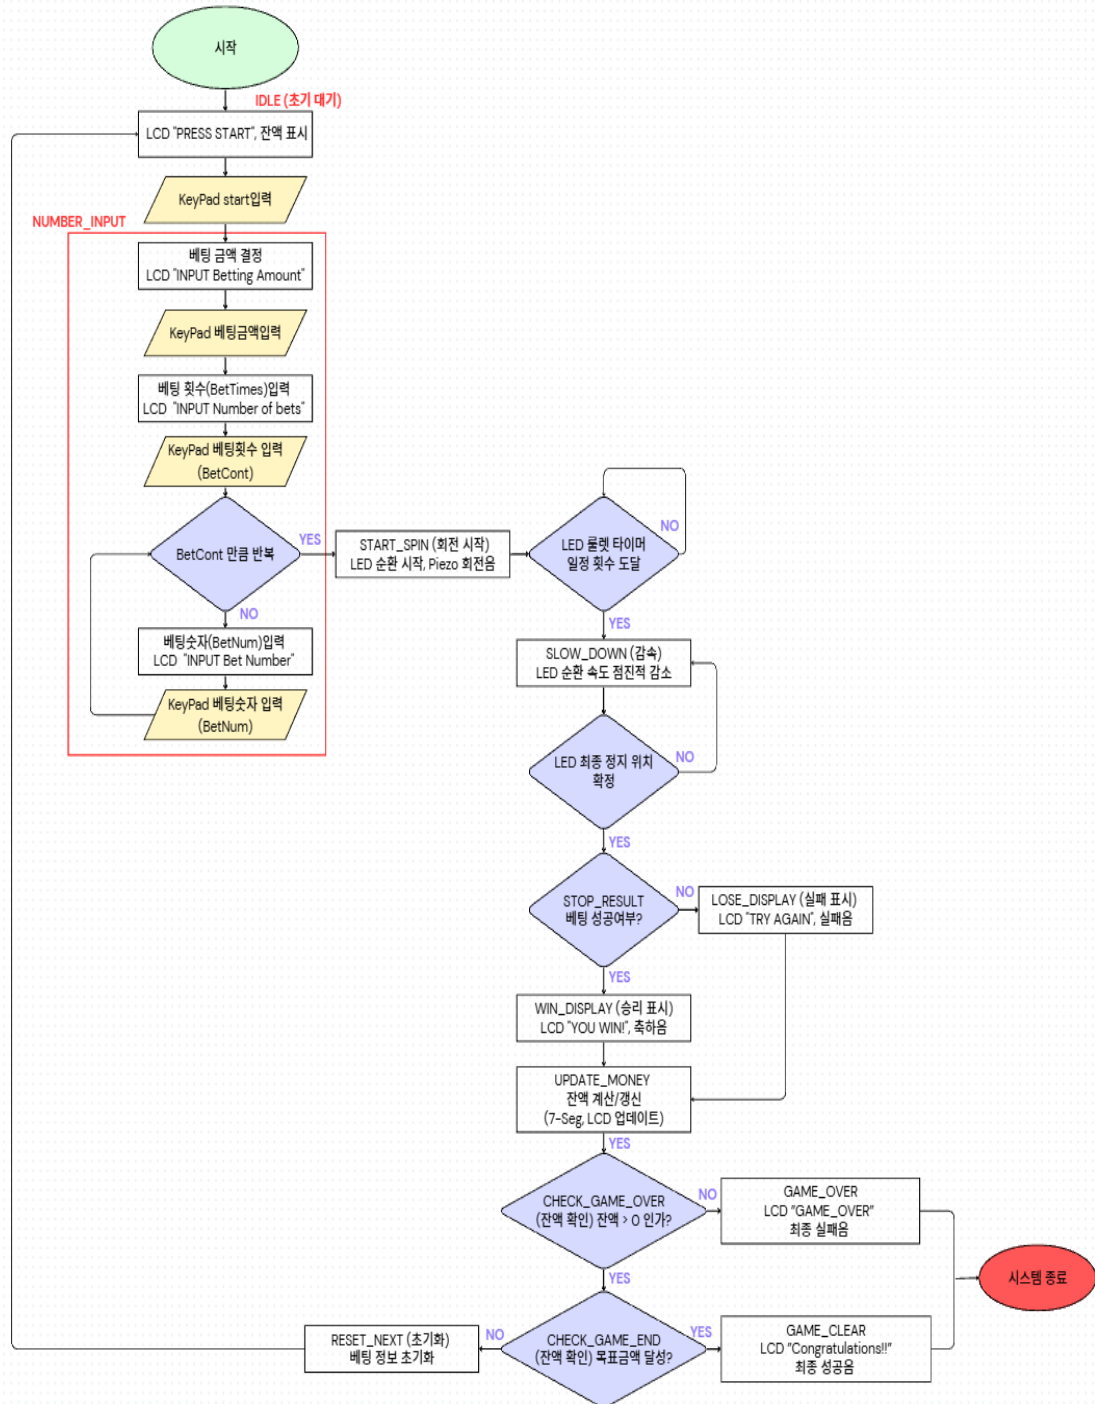 시작
IDLE (초기 대기)
LCD "PRESS START", 잔액 표시
KeyPad start입력
NUMBER_INPUT
베팅 금액 결정
LCD "INPUT Betting Amount"
KeyPad 베팅금액입력
베팅 횟수(BetTimes)입력
LCD "INPUT Number of bets"
KeyPad 베팅횟수 입력
(BetCont)
BetCont 만큼 반복
YES
NO
베팅숫자(BetNum)입력
LCD "INPUT Bet Number"
KeyPad 베팅숫자 입력
(BetNum)
START_SPIN (회전 시작)
LED 순환 시작, Piezo 회전음
LED 룰렛 타이머
일정 횟수 도달
NO
YES
SLOW_DOWN (감속)
LED 순환 속도 점진적 감소
LED 최종 정지 위치
확정
NO
YES
STOP_RESULT
베팅 성공여부?
NO
LOSE_DISPLAY (실패 표시)
LCD "TRY AGAIN", 실패음
YES
WIN_DISPLAY (승리 표시)
LCD "YOU WIN!", 축하음
UPDATE_MONEY
잔액 계산/갱신
(7-Seg, LCD 업데이트)
YES
CHECK_GAME_OVER
(잔액 확인) 잔액 > 0 인가?
NO
GAME_OVER
LCD "GAME_OVER"
최종 실패음
YES
시스템 종료
CHECK_GAME_END
(잔액 확인) 목표금액 달성?
YES
GAME_CLEAR
LCD "Congratulations!!"
최종 성공음
NO
RESET_NEXT (초기화)
베팅 정보 초기화